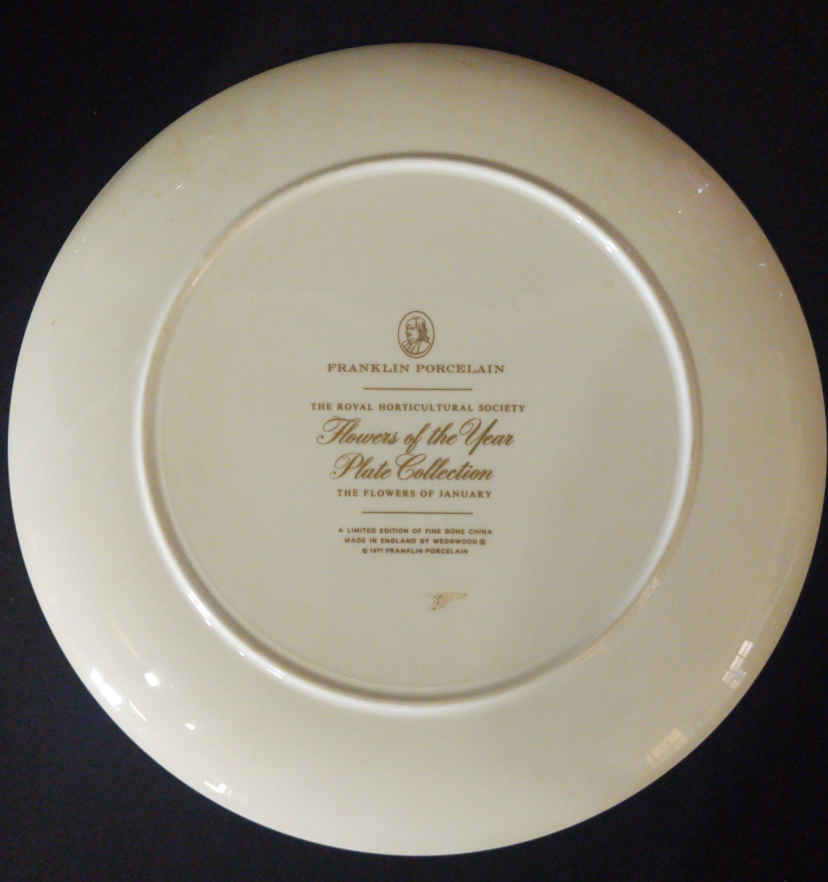 FRANKLIN PORCELAIN
THE ROYAL HORTICULTURAL SOCIETY
Flowers of the Year
Plate Collection
THE FLOWERS OF JANUARY
A LIMITED EDITION OF FINE BONE CHINA
MADE IN ENGLAND BY WEDGWOOD ®
© 1977 FRANKLIN PORCELAIN